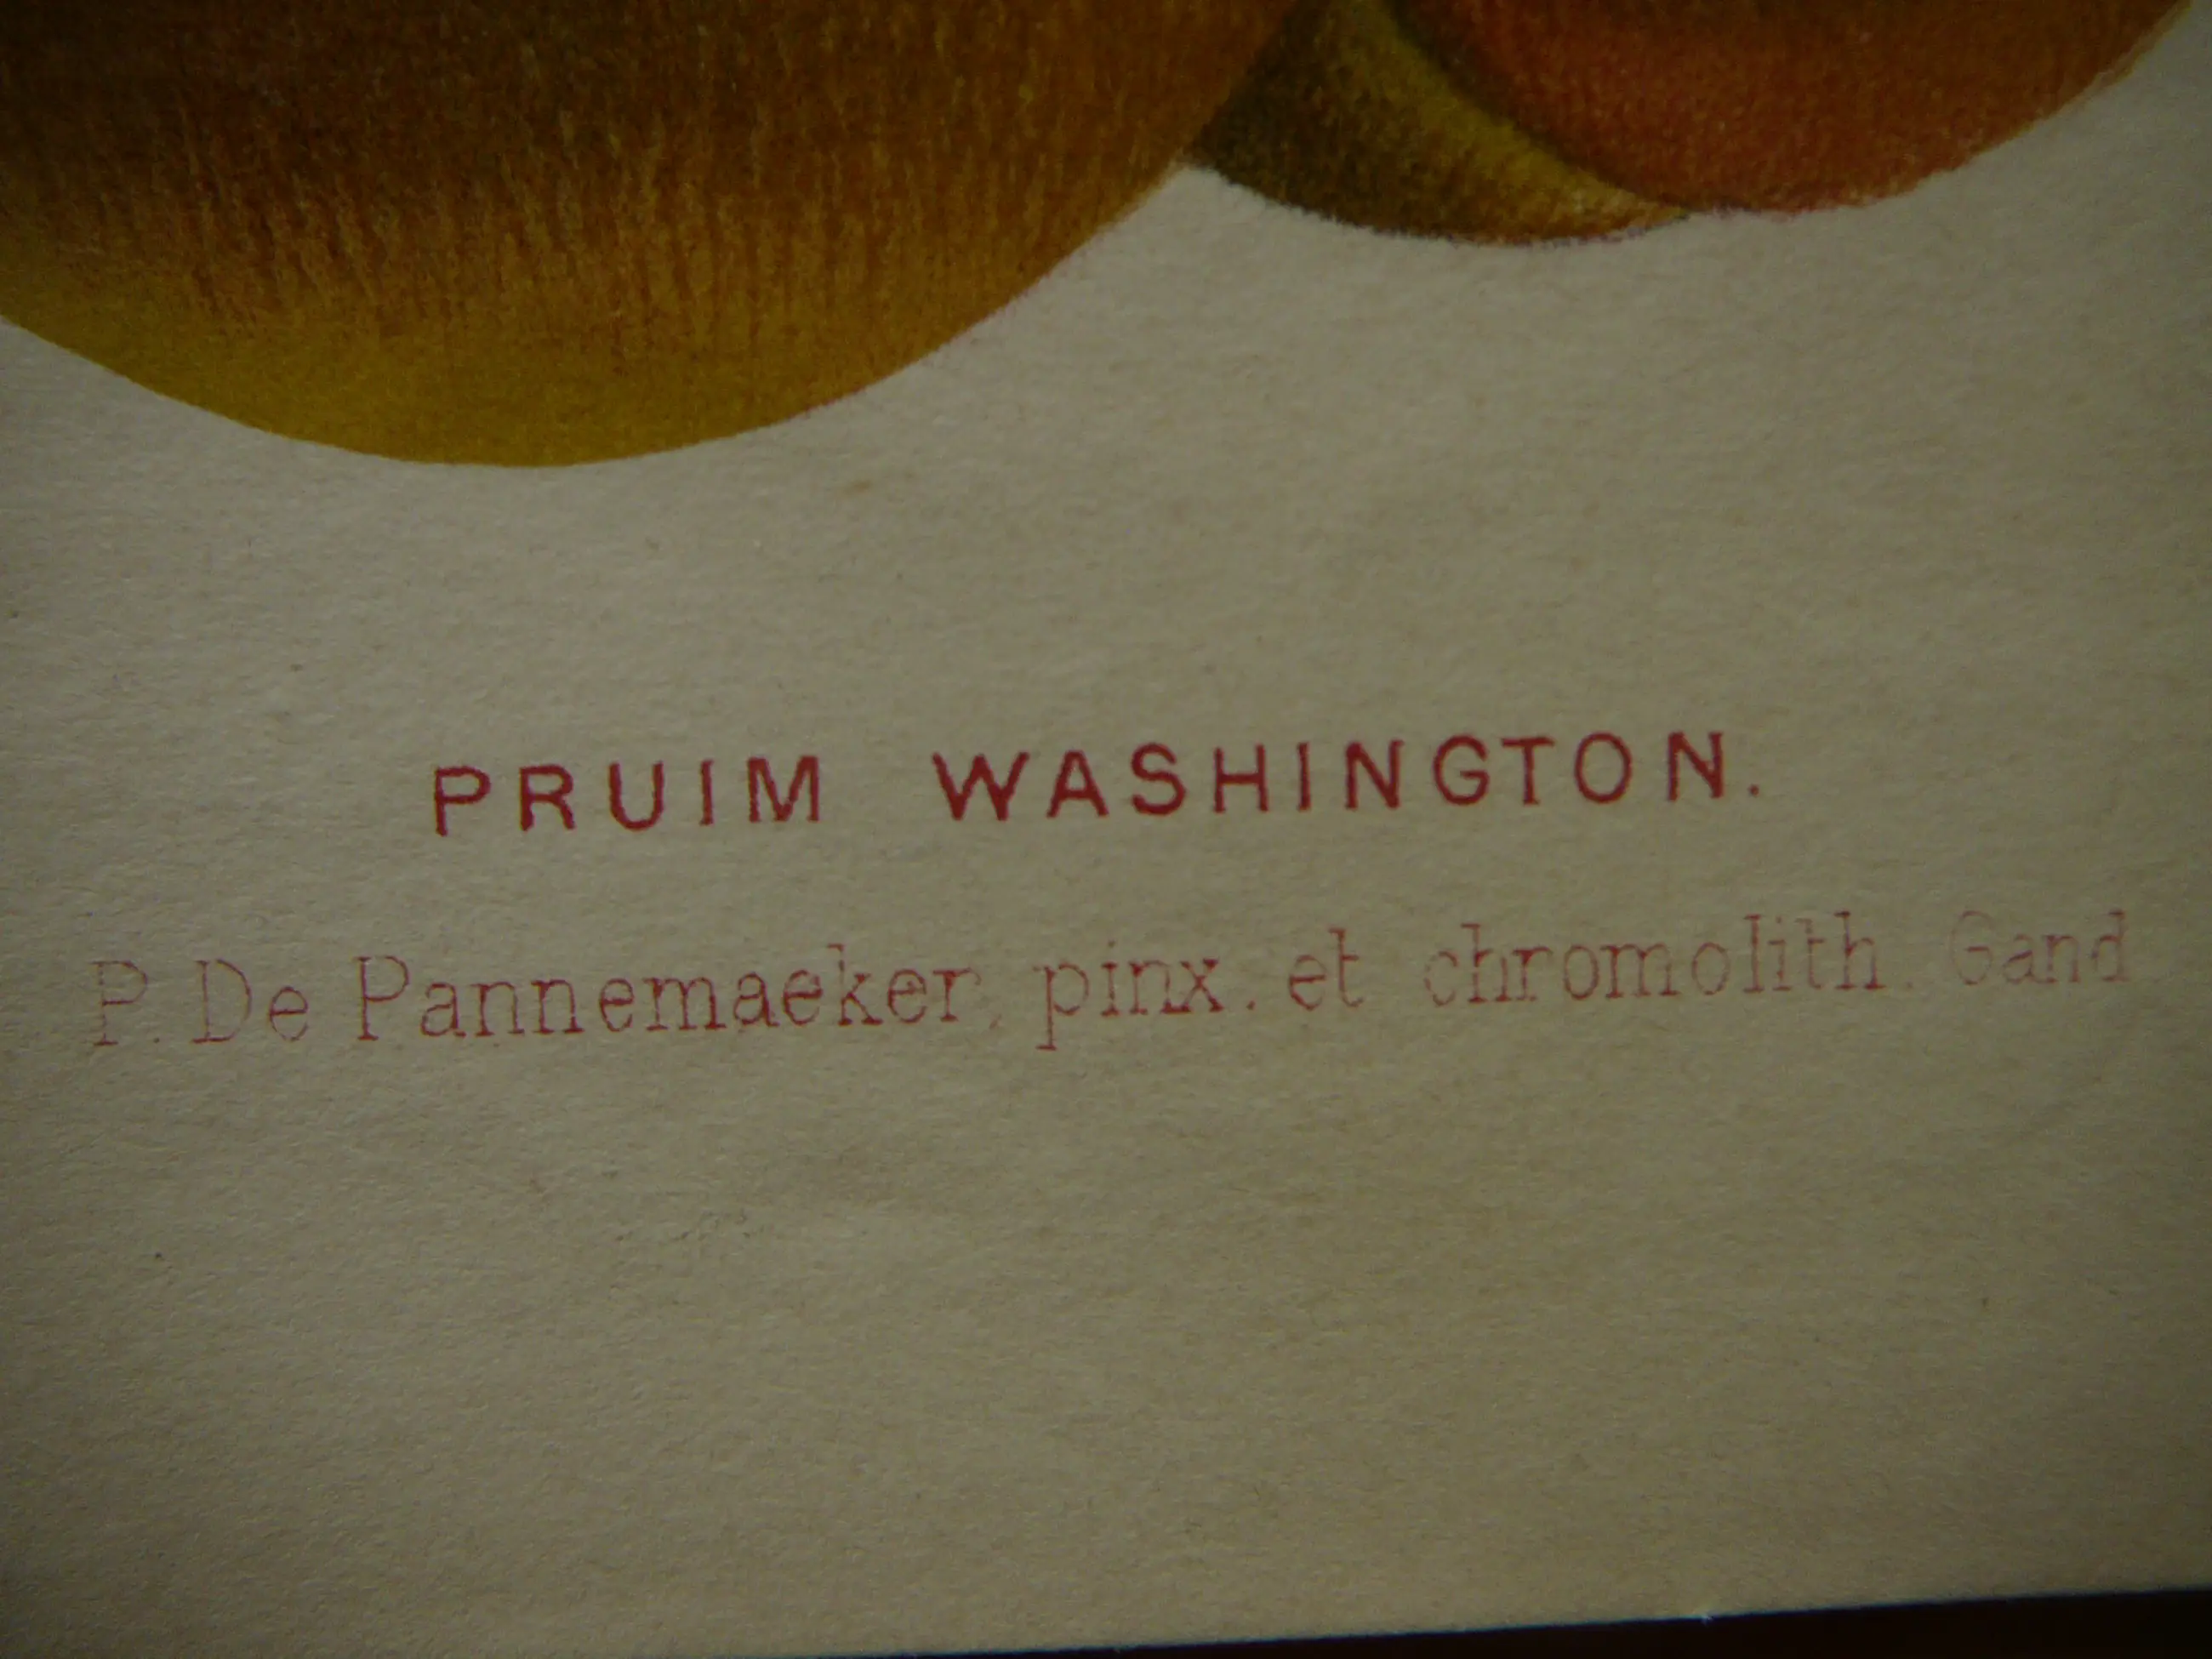 PRUIM WASHINGTON.
P. De Pannemaeker, pinx. et chromolith. Gand